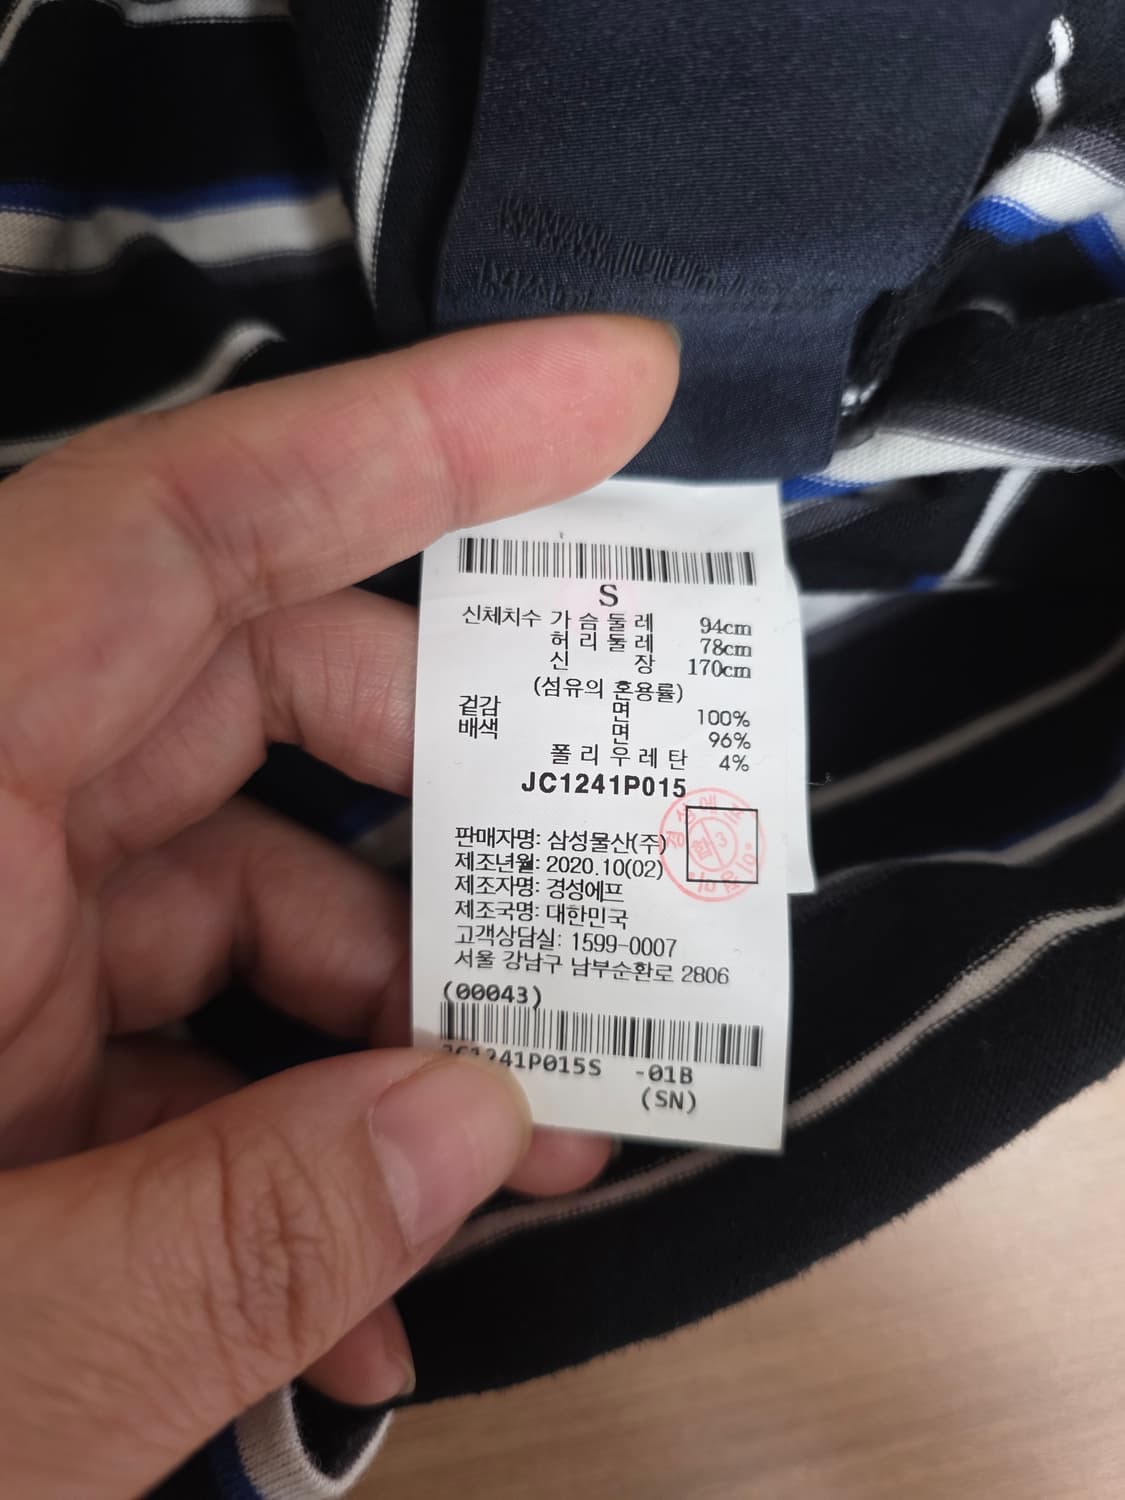 S
신체치수 가슴둘레 94cm
허리둘레 78cm
신 장 170cm
(섬유의 혼용률)
겉감 면 100%
배색 면 96%
폴리우레탄 4%
JC1241P015
판매자명: 삼성물산(주)
제조년월: 2020.10(02)
제조자명: 경성에프
제조국명: 대한민국
고객상담실: 1599-0007
서울 강남구 남부순환로 2806
(00043)
JC1241P015S -01B
(SN)